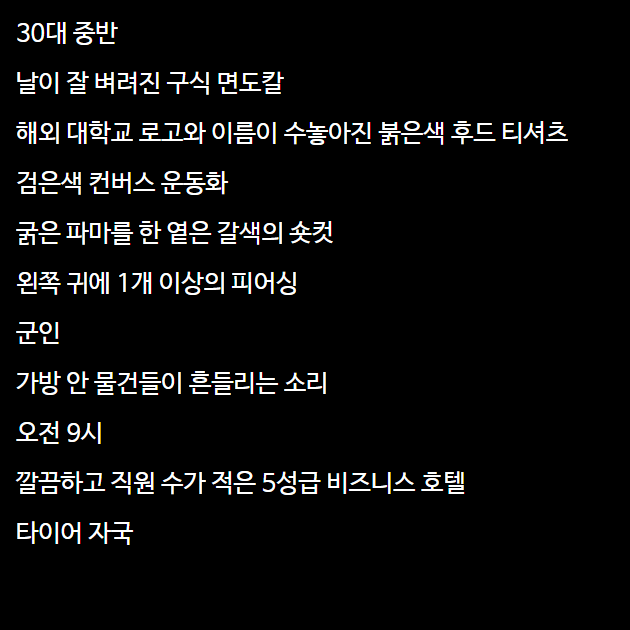 30대 중반
날이 잘 벼려진 구식 면도칼
해외 대학교 로고와 이름이 수놓아진 붉은색 후드 티셔츠
검은색 컨버스 운동화
굵은 파마를 한 옅은 갈색의 숏컷
왼쪽 귀에 1개 이상의 피어싱
군인
가방 안 물건들이 흔들리는 소리
오전 9시
깔끔하고 직원 수가 적은 5성급 비즈니스 호텔
타이어 자국